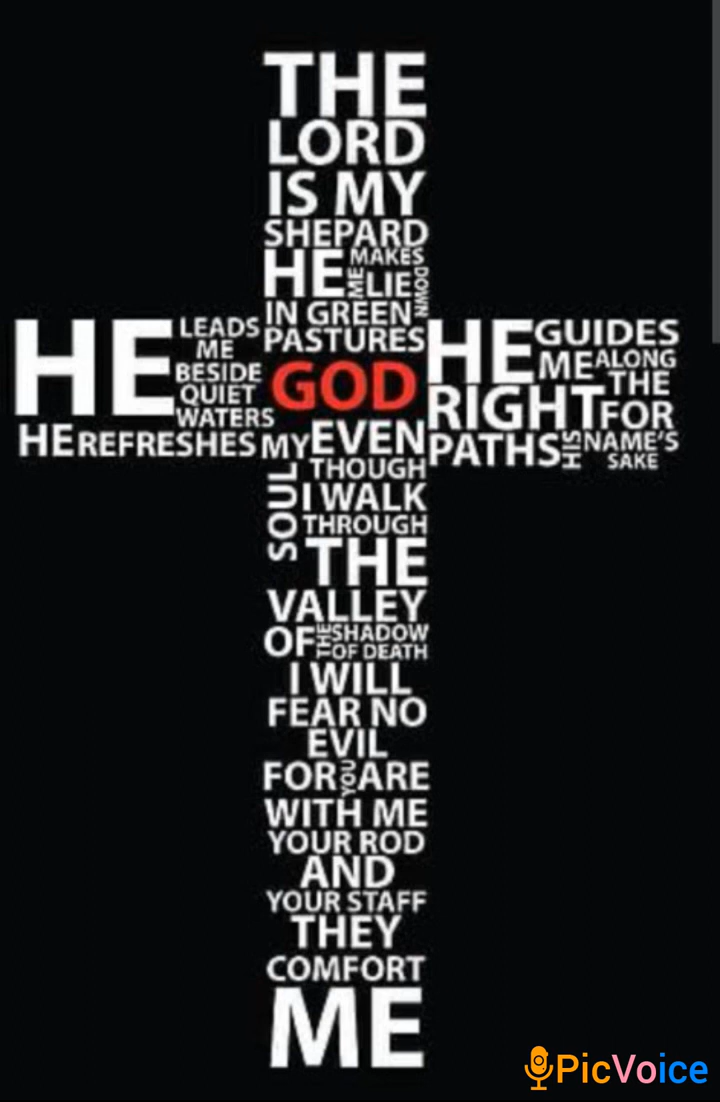 THE
LORD
IS MY
SHEPARD
HE MAKES
ME LIE DOWN
IN GREEN
PASTURES
HE LEADS
ME
BESIDE
QUIET
WATERS
HE REFRESHES MY
SOUL
GOD
HE GUIDES
ME ALONG
THE
RIGHT FOR
PATHS HIS NAME'S
SAKE
EVEN
THOUGH
I WALK
THROUGH
THE
VALLEY
OF THE SHADOW
OF DEATH
I WILL
FEAR NO
EVIL
FOR YOU ARE
WITH ME
YOUR ROD
AND
YOUR STAFF
THEY
COMFORT
ME
PicVoice